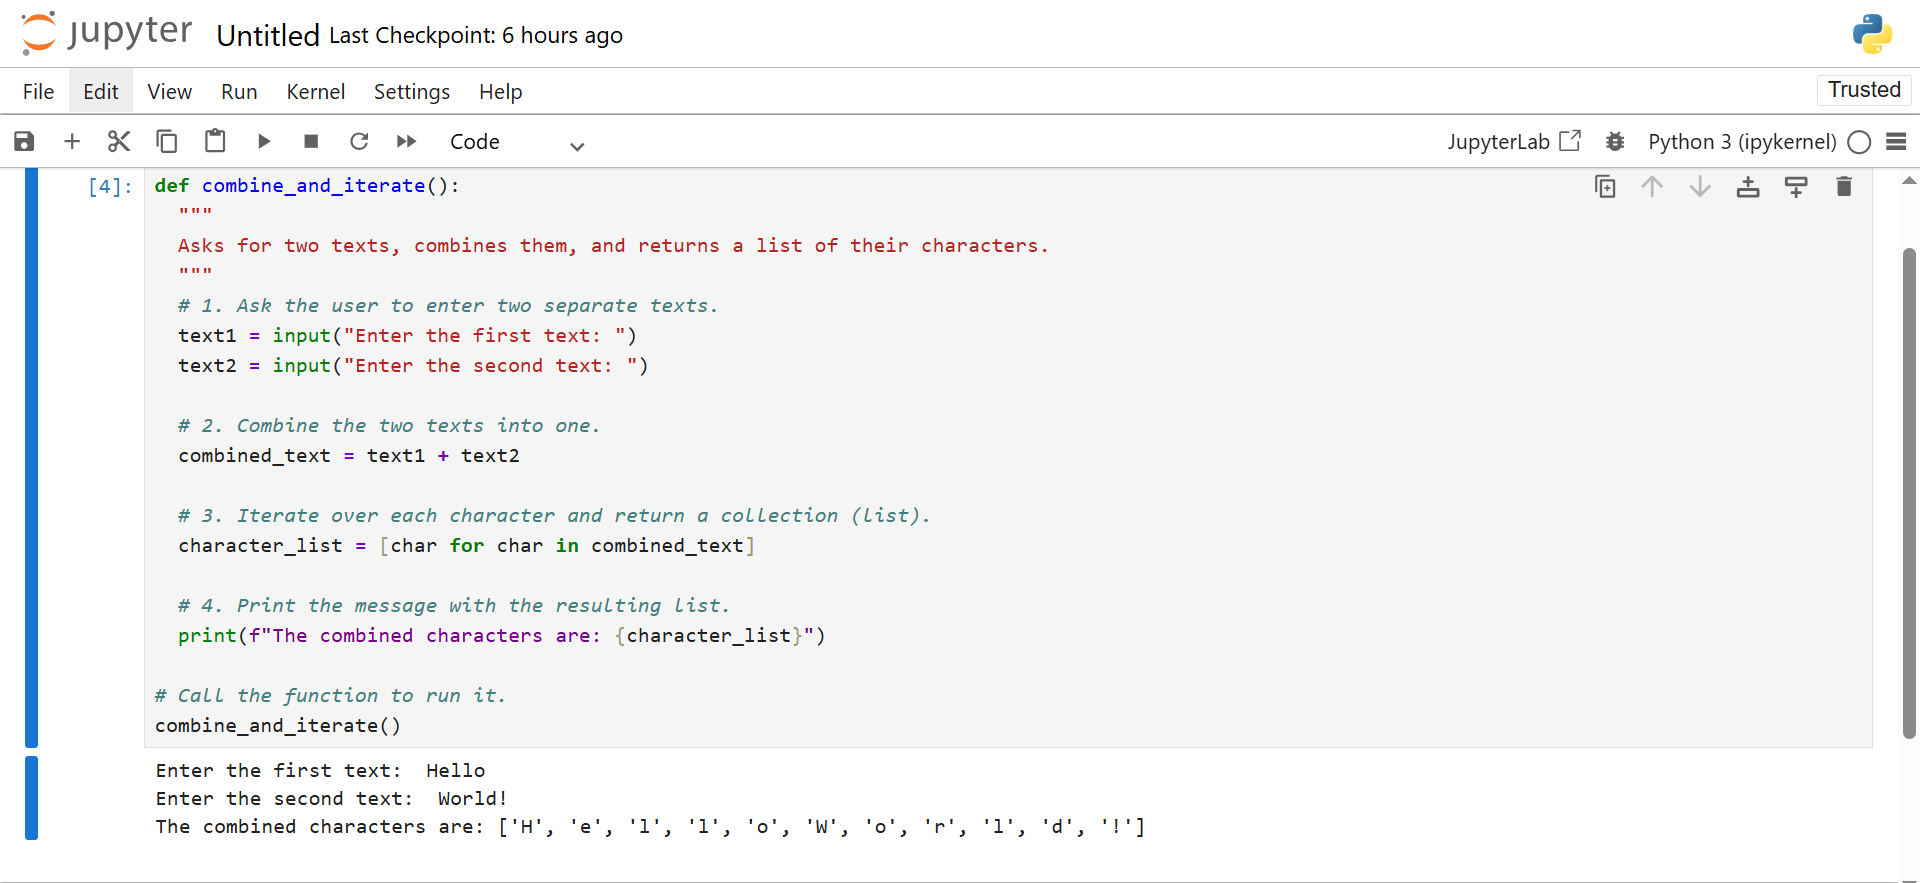 jupyter Untitled Last Checkpoint: 6 hours ago
File Edit View Run Kernel Settings Help Trusted
Code JupyterLab Python 3 (ipykernel)
[4]: def combine_and_iterate():
  """
  Asks for two texts, combines them, and returns a list of their characters.
  """
  # 1. Ask the user to enter two separate texts.
  text1 = input("Enter the first text: ")
  text2 = input("Enter the second text: ")

  # 2. Combine the two texts into one.
  combined_text = text1 + text2

  # 3. Iterate over each character and return a collection (list).
  character_list = [char for char in combined_text]

  # 4. Print the message with the resulting list.
  print(f"The combined characters are: {character_list}")

# Call the function to run it.
combine_and_iterate()
Enter the first text:  Hello
Enter the second text:  World!
The combined characters are: ['H', 'e', 'l', 'l', 'o', 'W', 'o', 'r', 'l', 'd', '!']